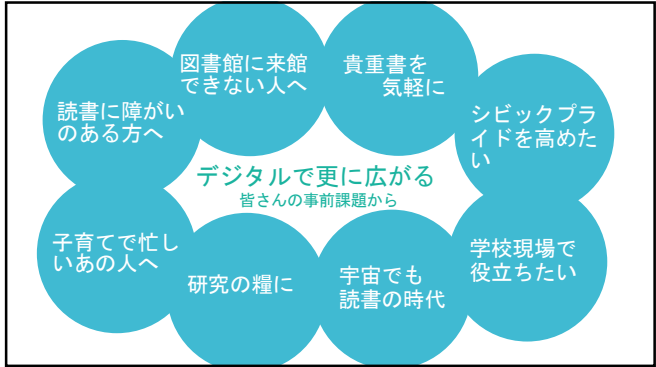 図書館に来館
できない人へ
貴重書を
気軽に
読書に障がい
のある方へ
シビックプラ
イドを高めた
い
デジタルで更に広がる
皆さんの事前課題から
子育てで忙し
いあの人へ
研究の糧に
宇宙でも
読書の時代
学校現場で
役立ちたい